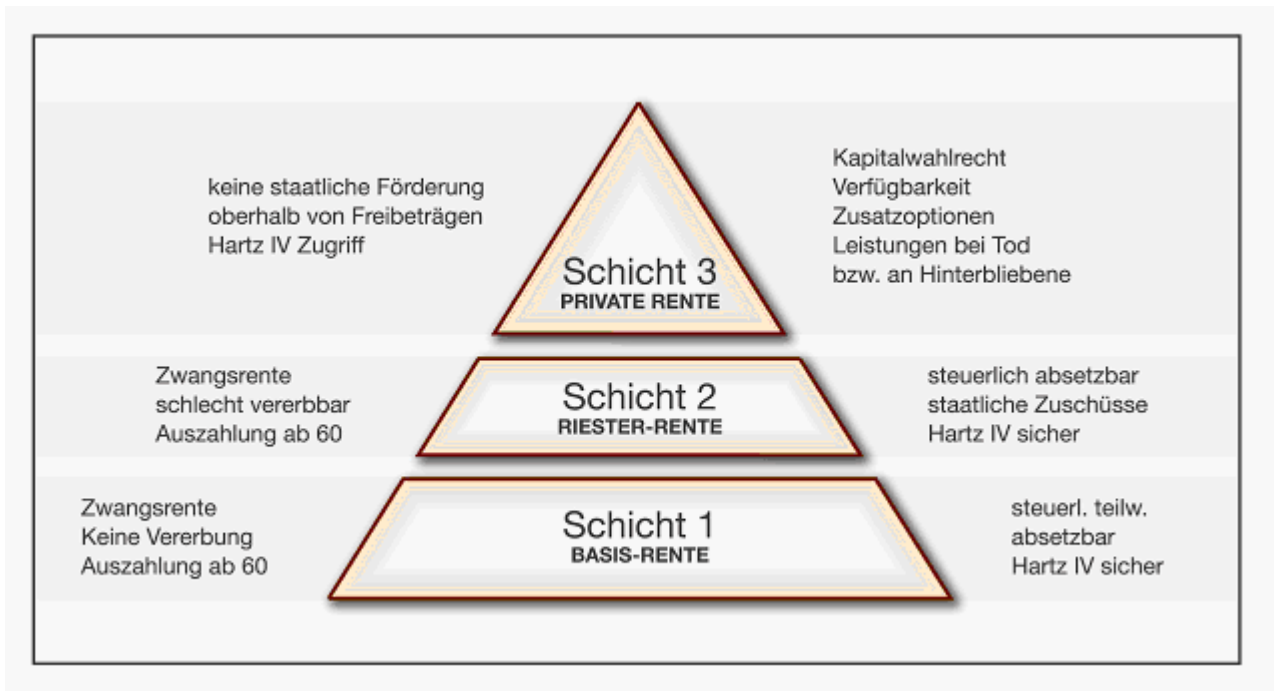 keine staatliche Förderung
oberhalb von Freibeträgen
Hartz IV Zugriff
Schicht 3
PRIVATE RENTE
Kapitalwahlrecht
Verfügbarkeit
Zusatzoptionen
Leistungen bei Tod
bzw. an Hinterbliebene
Zwangsrente
schlecht vererbbar
Auszahlung ab 60
Schicht 2
RIESTER-RENTE
steuerlich absetzbar
staatliche Zuschüsse
Hartz IV sicher
Zwangsrente
Keine Vererbung
Auszahlung ab 60
Schicht 1
BASIS-RENTE
steuerl. teilw.
absetzbar
Hartz IV sicher